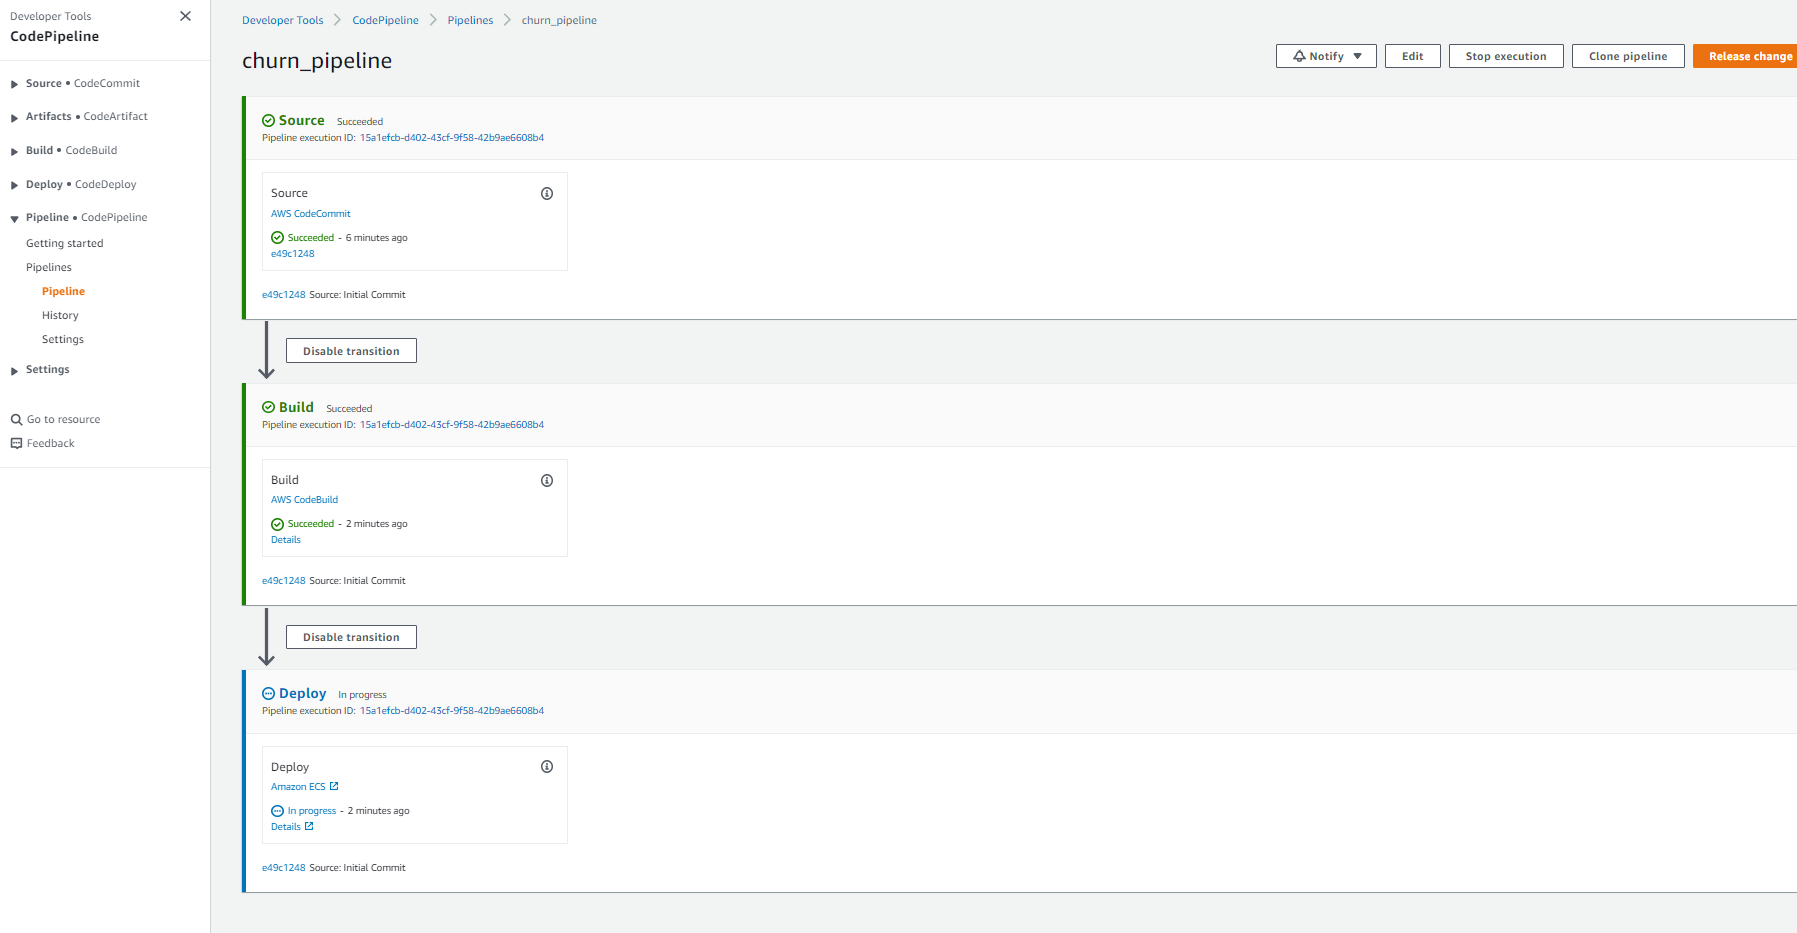 Developer Tools
CodePipeline
Source • CodeCommit
Artifacts • CodeArtifact
Build • CodeBuild
Deploy • CodeDeploy
Pipeline • CodePipeline
Getting started
Pipelines
Pipeline
History
Settings
Settings
Go to resource
Feedback
Developer Tools > CodePipeline > Pipelines > churn_pipeline
churn_pipeline
Notify Edit Stop execution Clone pipeline Release change
Source Succeeded
Pipeline execution ID: 15a1efcb-d402-43cf-9f58-42b9ae6608b4
Source
AWS CodeCommit
Succeeded - 6 minutes ago
e49c1248
e49c1248 Source: Initial Commit
Disable transition
Build Succeeded
Pipeline execution ID: 15a1efcb-d402-43cf-9f58-42b9ae6608b4
Build
AWS CodeBuild
Succeeded - 2 minutes ago
Details
e49c1248 Source: Initial Commit
Disable transition
Deploy In progress
Pipeline execution ID: 15a1efcb-d402-43cf-9f58-42b9ae6608b4
Deploy
Amazon ECS
In progress - 2 minutes ago
Details
e49c1248 Source: Initial Commit